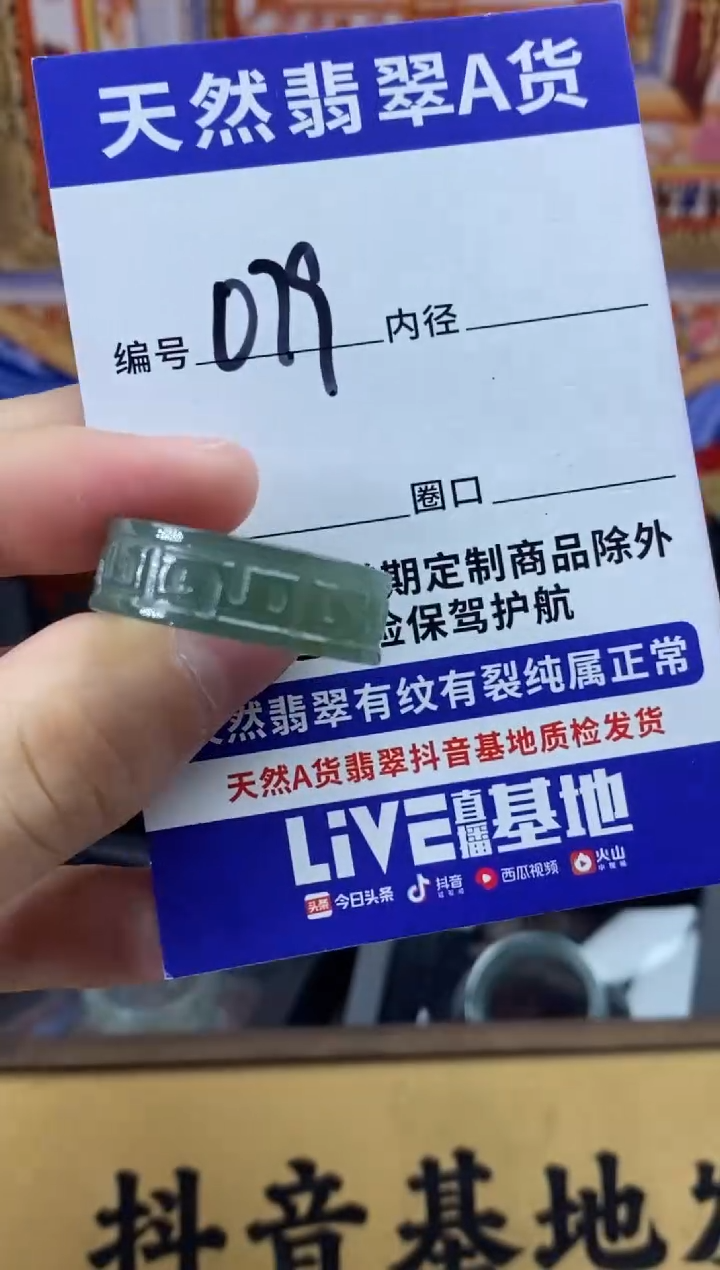 天然翡翠A货
编号 079 内径
圈口
期定制商品除外
检保驾护航
天然翡翠有纹有裂纯属正常
天然A货翡翠抖音基地质检发货
LiVE直播基地
头条 今日头条 抖音 西瓜视频 火山
抖音基地